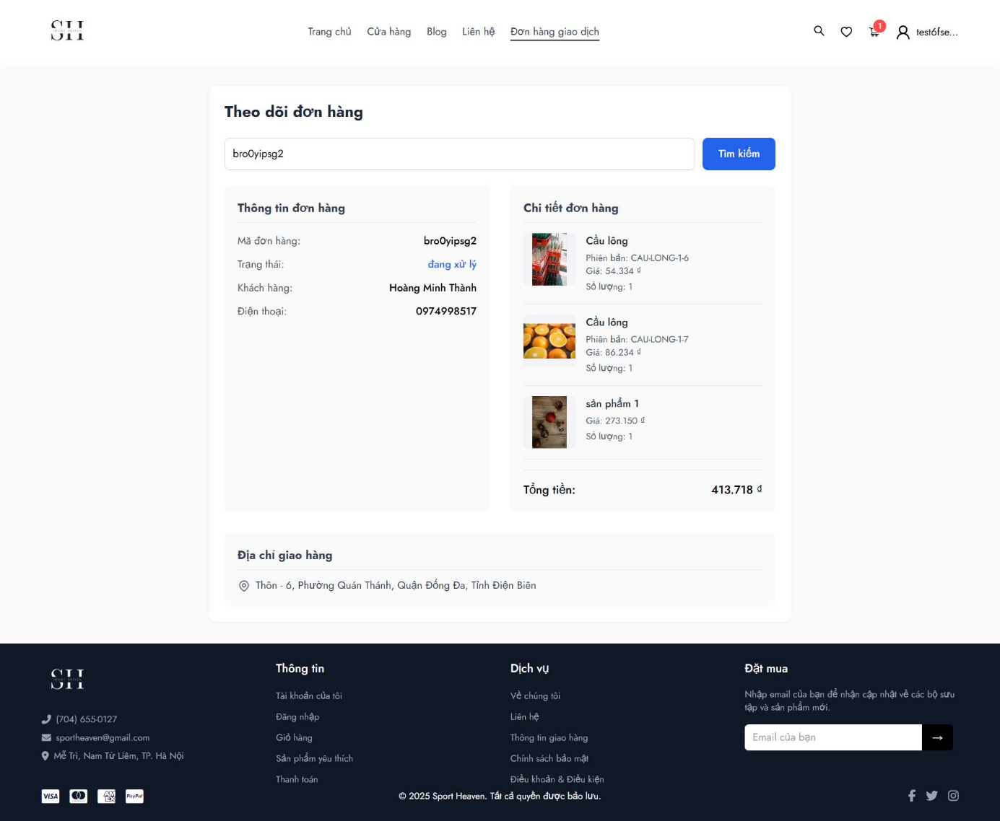 SH
Trang chủ
Cửa hàng
Blog
Liên hệ
Đơn hàng giao dịch
1
test6fse...
Theo dõi đơn hàng
bro0yipsg2
Tìm kiếm
Thông tin đơn hàng
Mã đơn hàng: bro0yipsg2
Trạng thái: đang xử lý
Khách hàng: Hoàng Minh Thành
Điện thoại: 0974998517
Chi tiết đơn hàng
Cầu lông
Phiên bản: CAU-LONG-1-6
Giá: 54.334 ₫
Số lượng: 1
Cầu lông
Phiên bản: CAU-LONG-1-7
Giá: 86.234 ₫
Số lượng: 1
sản phẩm 1
Giá: 273.150 ₫
Số lượng: 1
Tổng tiền: 413.718 ₫
Địa chỉ giao hàng
Thôn - 6, Phường Quán Thánh, Quận Đống Đa, Tỉnh Điện Biên
SH
(704) 655-0127
sportheaven@gmail.com
Mễ Trì, Nam Từ Liêm, TP. Hà Nội
Thông tin
Tài khoản của tôi
Đăng nhập
Giỏ hàng
Sản phẩm yêu thích
Thanh toán
Dịch vụ
Về chúng tôi
Liên hệ
Thông tin giao hàng
Chính sách bảo mật
Điều khoản & Điều kiện
Đặt mua
Nhập email của bạn để nhận cập nhật về các bộ sưu
tập và sản phẩm mới.
Email của bạn →
VISA
AM
EX
PayPal
© 2025 Sport Heaven. Tất cả quyền được bảo lưu.